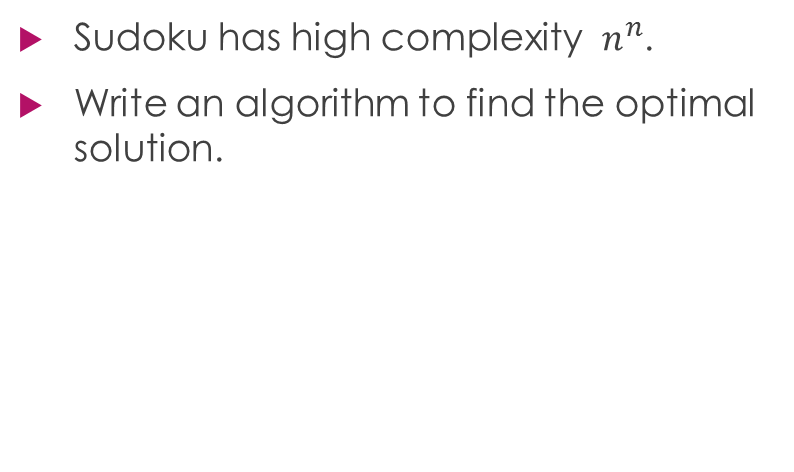 Sudoku has high complexity nⁿ.
Write an algorithm to find the optimal
solution.